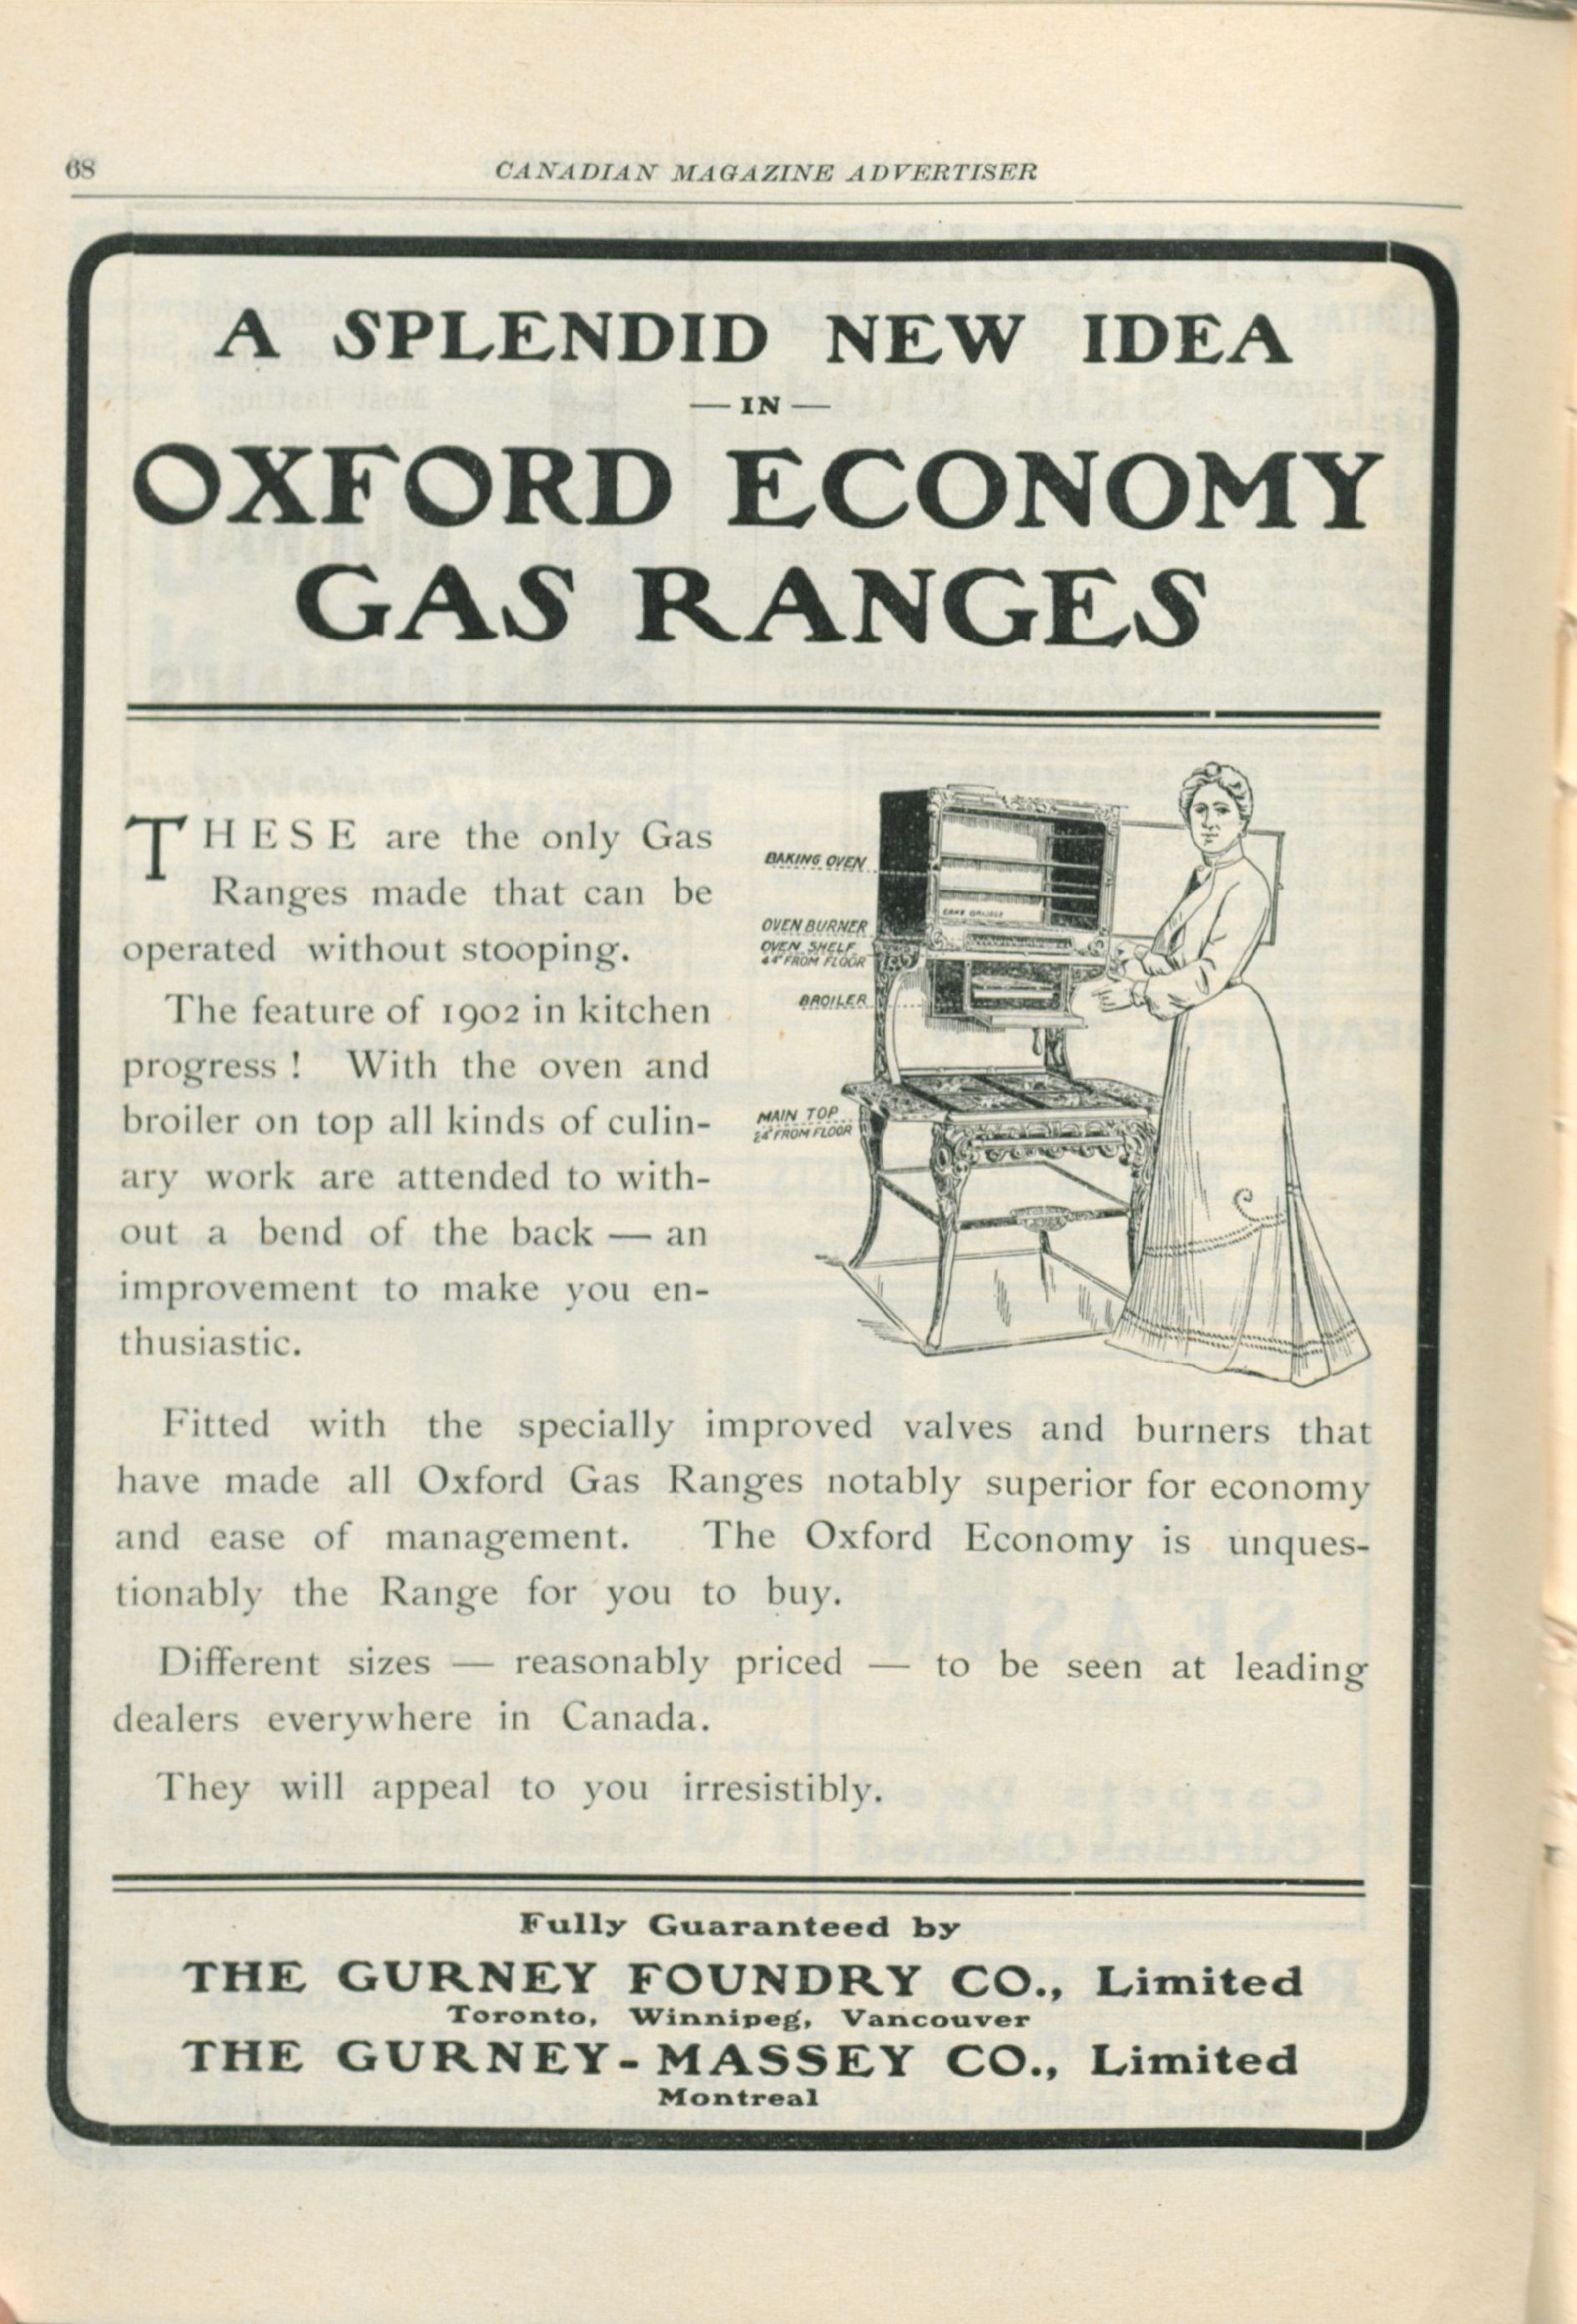 68
CANADIAN MAGAZINE ADVERTISER
A SPLENDID NEW IDEA
— IN —
OXFORD ECONOMY
GAS RANGES
THESE are the only Gas
Ranges made that can be
operated without stooping.
The feature of 1902 in kitchen
progress ! With the oven and
broiler on top all kinds of culin-
ary work are attended to with-
out a bend of the back — an
improvement to make you en-
thusiastic.
BAKING OVEN
OVEN BURNER
OVEN SHELF
44" FROM FLOOR
BROILER
MAIN TOP
24" FROM FLOOR
Fitted with the specially improved valves and burners that
have made all Oxford Gas Ranges notably superior for economy
and ease of management. The Oxford Economy is unques-
tionably the Range for you to buy.
Different sizes — reasonably priced — to be seen at leading
dealers everywhere in Canada.
They will appeal to you irresistibly.
Fully Guaranteed by
THE GURNEY FOUNDRY CO., Limited
Toronto, Winnipeg, Vancouver
THE GURNEY-MASSEY CO., Limited
Montreal